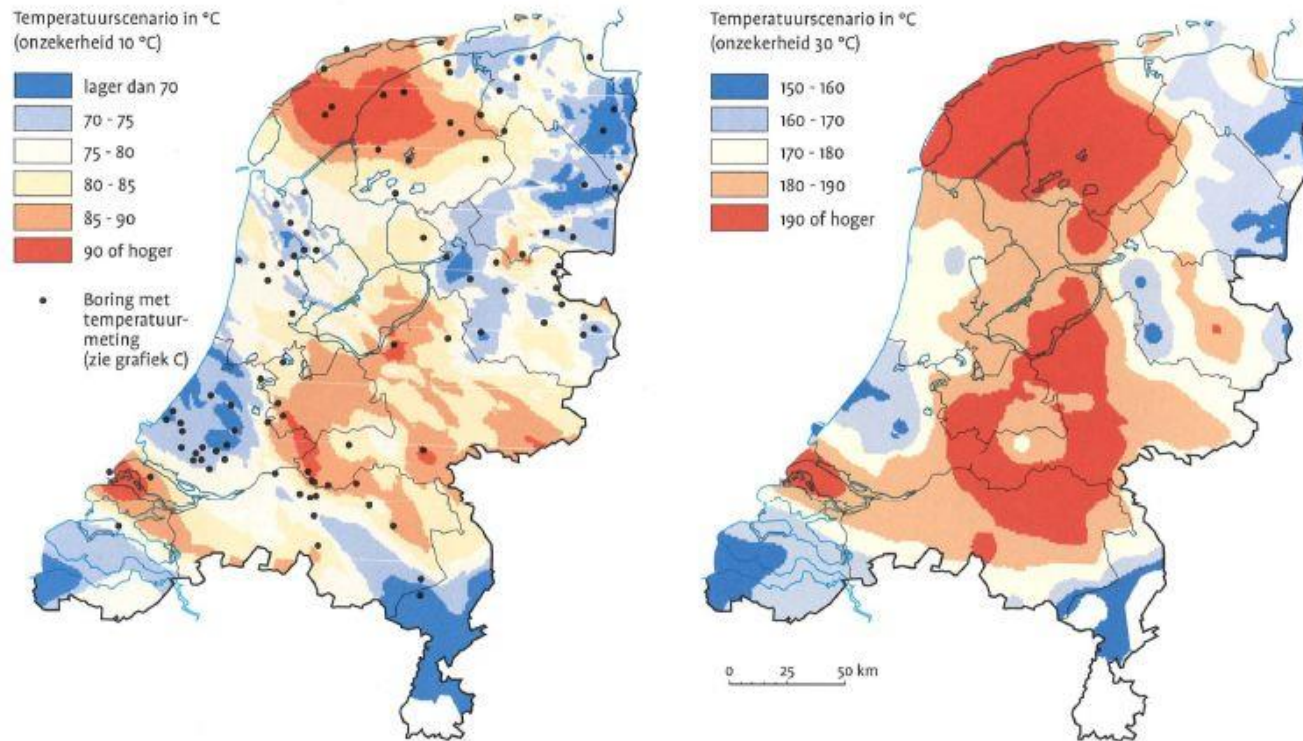 Temperatuurscenario in °C
(onzekerheid 10 °C)
lager dan 70
70 - 75
75 - 80
80 - 85
85 - 90
90 of hoger
Boring met
temperatuur-
meting
(zie grafiek C)
Temperatuurscenario in °C
(onzekerheid 30 °C)
150 - 160
160 - 170
170 - 180
180 - 190
190 of hoger
0 25 50 km